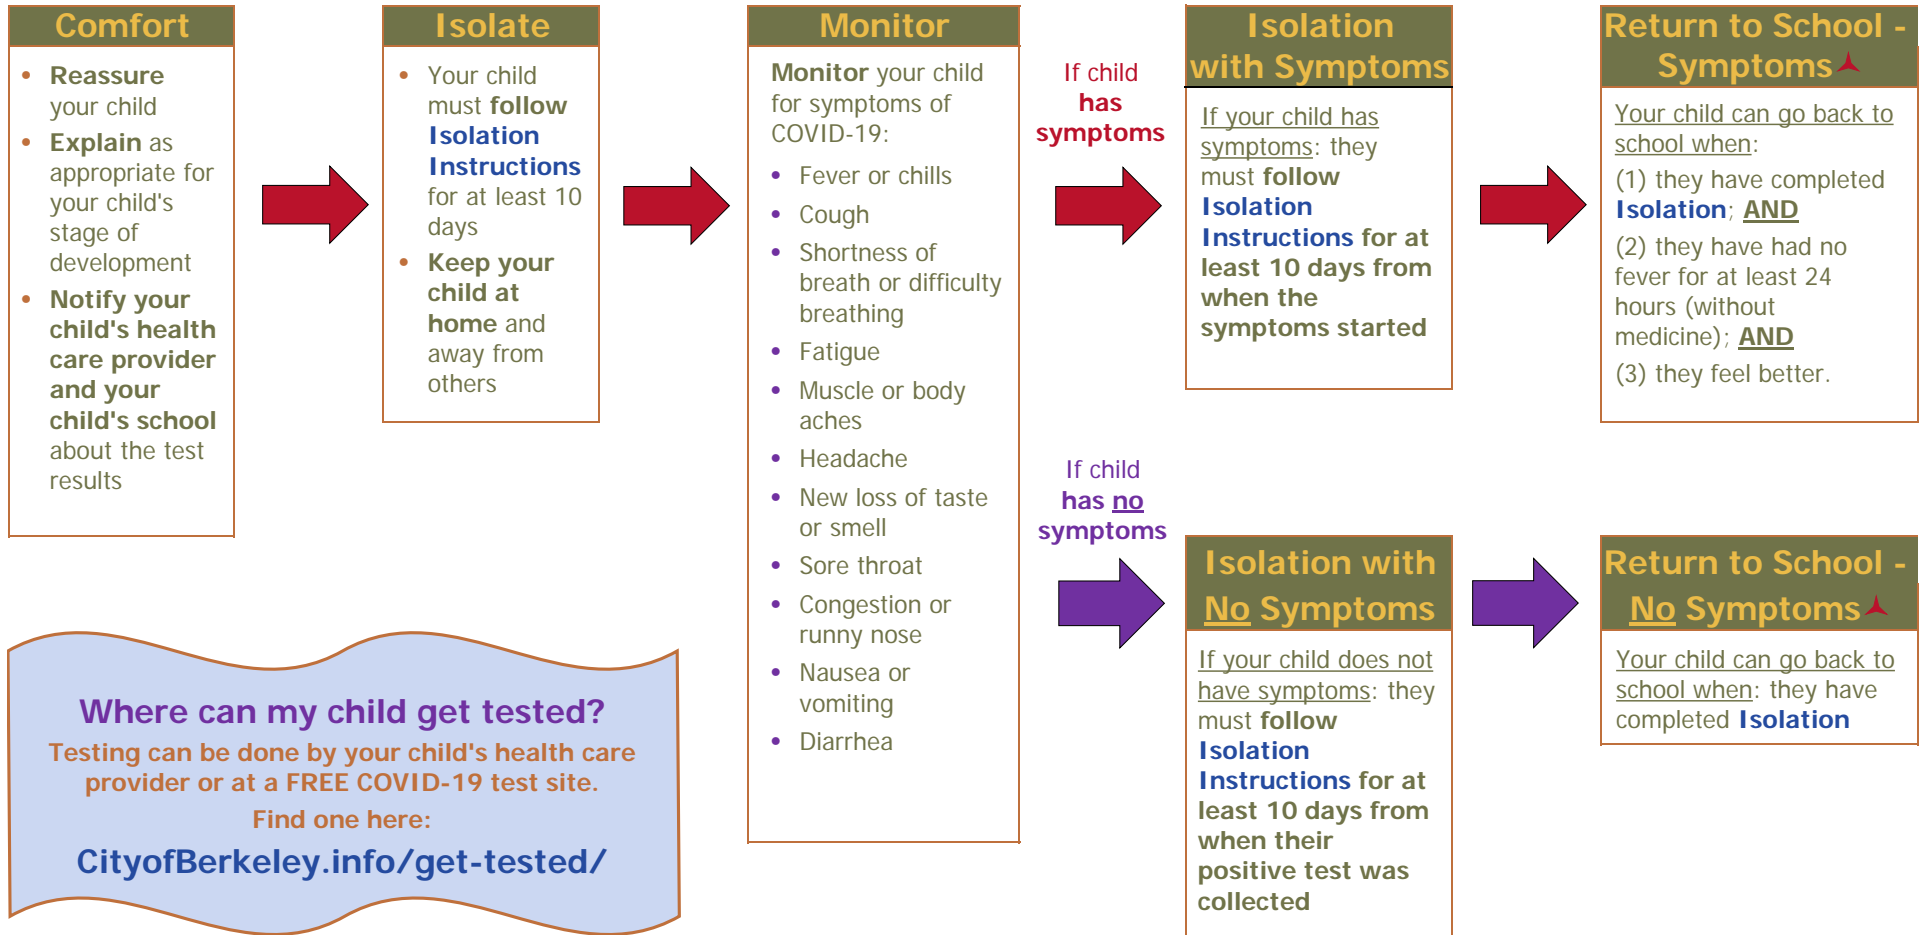 Comfort
• Reassure
your child
• Explain as
appropriate for
your child's
stage of
development
• Notify your
child's health
care provider
and your
child's school
about the test
results
Isolate
• Your child
must follow
Isolation
Instructions
for at least 10
days
• Keep your
child at
home and
away from
others
Monitor
Monitor your child
for symptoms of
COVID-19:
• Fever or chills
• Cough
• Shortness of
breath or difficulty
breathing
• Fatigue
• Muscle or body
aches
• Headache
• New loss of taste
or smell
• Sore throat
• Congestion or
runny nose
• Nausea or
vomiting
• Diarrhea
If child
has
symptoms
Isolation
with Symptoms
If your child has
symptoms: they
must follow
Isolation
Instructions for at
least 10 days from
when the
symptoms started
Return to School -
Symptoms
Your child can go back to
school when:
(1) they have completed
Isolation; AND
(2) they have had no
fever for at least 24
hours (without
medicine); AND
(3) they feel better.
If child
has no
symptoms
Isolation with
No Symptoms
If your child does not
have symptoms: they
must follow
Isolation
Instructions for at
least 10 days from
when their
positive test was
collected
Return to School -
No Symptoms
Your child can go back to
school when: they have
completed Isolation
Where can my child get tested?
Testing can be done by your child's health care
provider or at a FREE COVID-19 test site.
Find one here:
CityofBerkeley.info/get-tested/